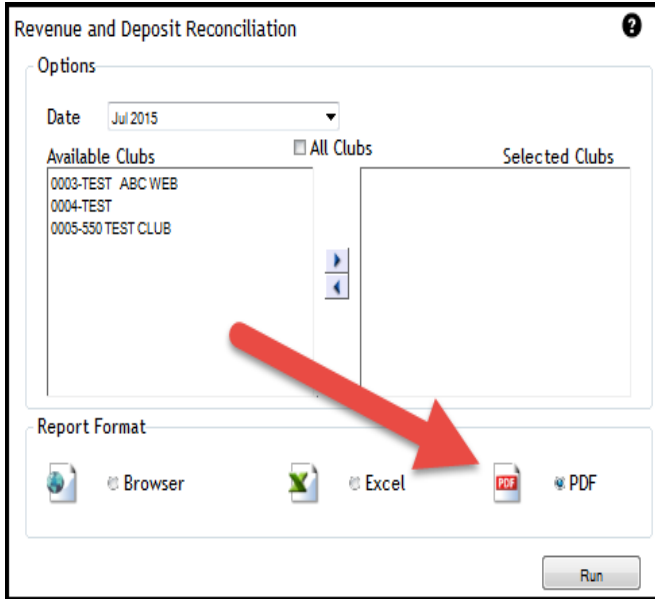 Revenue and Deposit Reconciliation ?
Options
Date Jul 2015
All Clubs
Available Clubs Selected Clubs
0003-TEST ABC WEB
0004-TEST
0005-550 TEST CLUB
Report Format
Browser Excel PDF PDF
Run